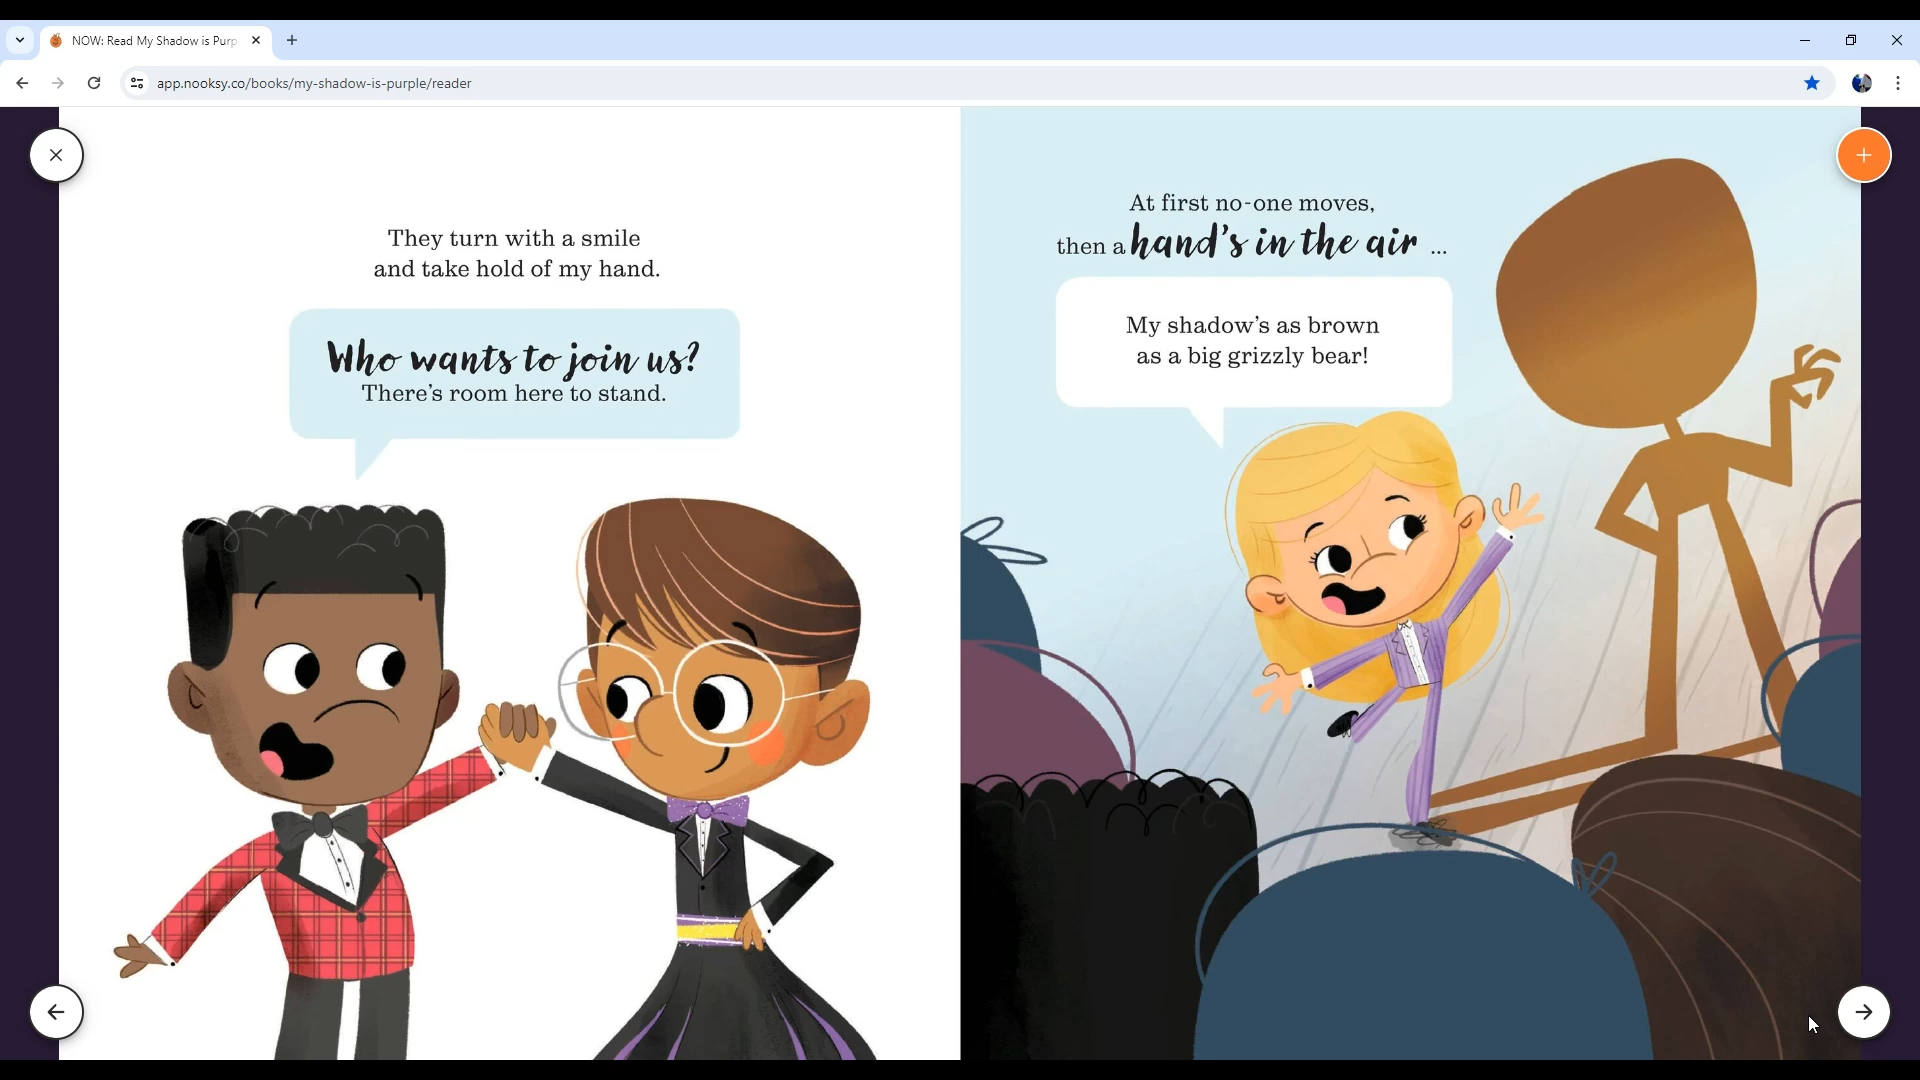 NOW: Read My Shadow is Purp
app.nooksy.co/books/my-shadow-is-purple/reader
They turn with a smile
and take hold of my hand.
Who wants to join us?
There's room here to stand.
At first no-one moves,
then a hand's in the air ...
My shadow's as brown
as a big grizzly bear!